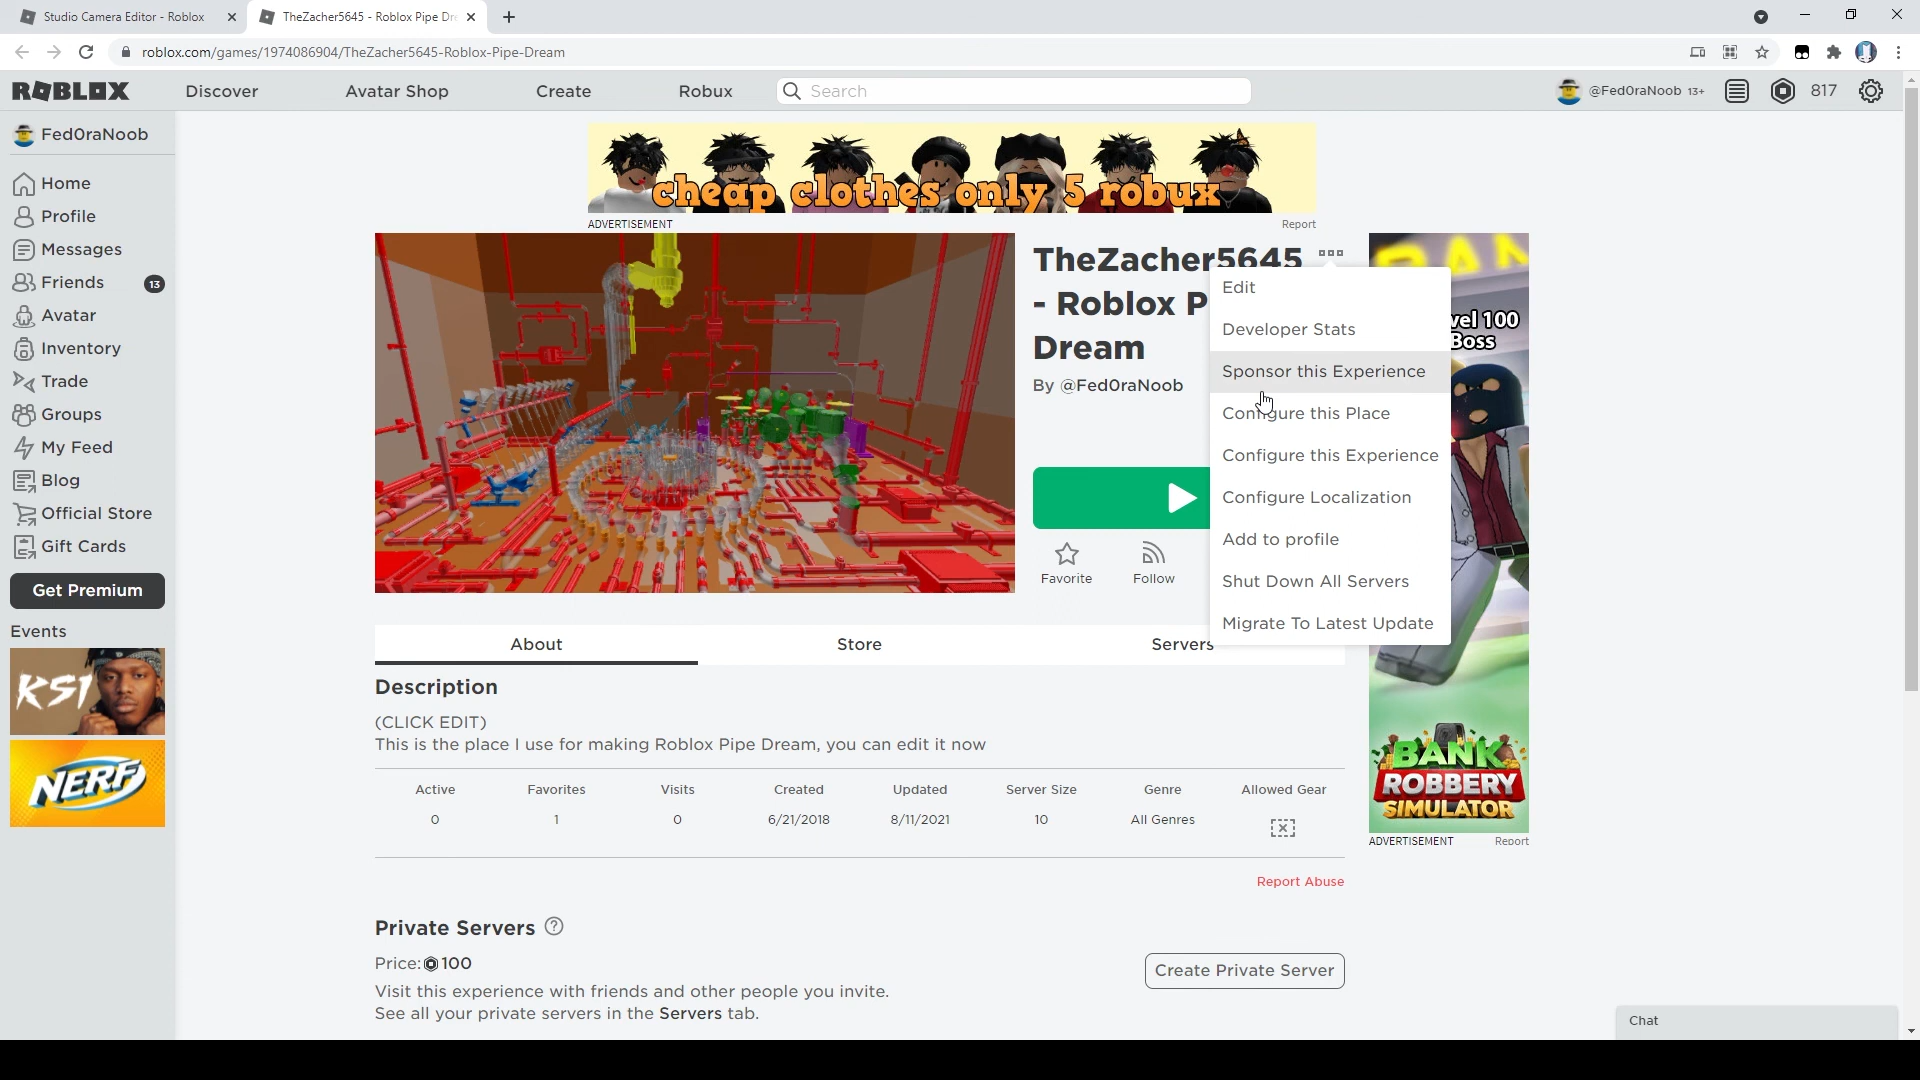 Studio Camera Editor - Roblox
TheZacher5645 - Roblox Pipe Dre
roblox.com/games/1974086904/TheZacher5645-Roblox-Pipe-Dream
ROBLOX
Discover
Avatar Shop
Create
Robux
Search
@Fed0raNoob 13+
817
Fed0raNoob
Home
Profile
Messages
Friends
13
Avatar
Inventory
Trade
Groups
My Feed
Blog
Official Store
Gift Cards
Get Premium
Events
KSI
NERF
cheap clothes only 5 robux
ADVERTISEMENT
Report
TheZacher5645
- Roblox P
Dream
By @Fed0raNoob
Edit
Developer Stats
Sponsor this Experience
Configure this Place
Configure this Experience
Configure Localization
Add to profile
Shut Down All Servers
Migrate To Latest Update
Favorite
Follow
vel 100
Boss
BANK
ROBBERY
SIMULATOR
ADVERTISEMENT
Report
About
Store
Servers
Description
(CLICK EDIT)
This is the place I use for making Roblox Pipe Dream, you can edit it now
Active
Favorites
Visits
Created
Updated
Server Size
Genre
Allowed Gear
0
1
0
6/21/2018
8/11/2021
10
All Genres
Report Abuse
Private Servers
Price: 100
Visit this experience with friends and other people you invite.
See all your private servers in the Servers tab.
Create Private Server
Chat